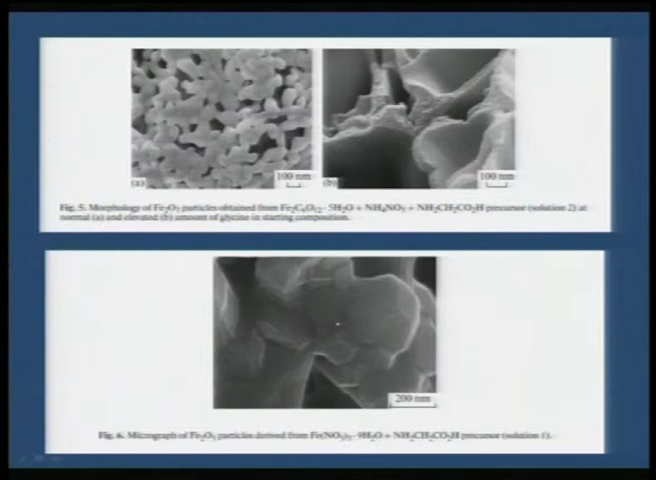 (a)
100 nm
(b)
100 nm
Fig. 5. Morphology of Fe₂O₃ particles obtained from Fe₂C₆O₁₂ · 5H₂O + NH₄NO₃ + NH₂CH₂CO₂H precursor (solution 2) at
normal (a) and elevated (b) amount of glycine in starting composition.
200 nm
Fig. 6. Micrograph of Fe₂O₃ particles derived from Fe(NO₃)₃ · 9H₂O + NH₂CH₂CO₂H precursor (solution 1).